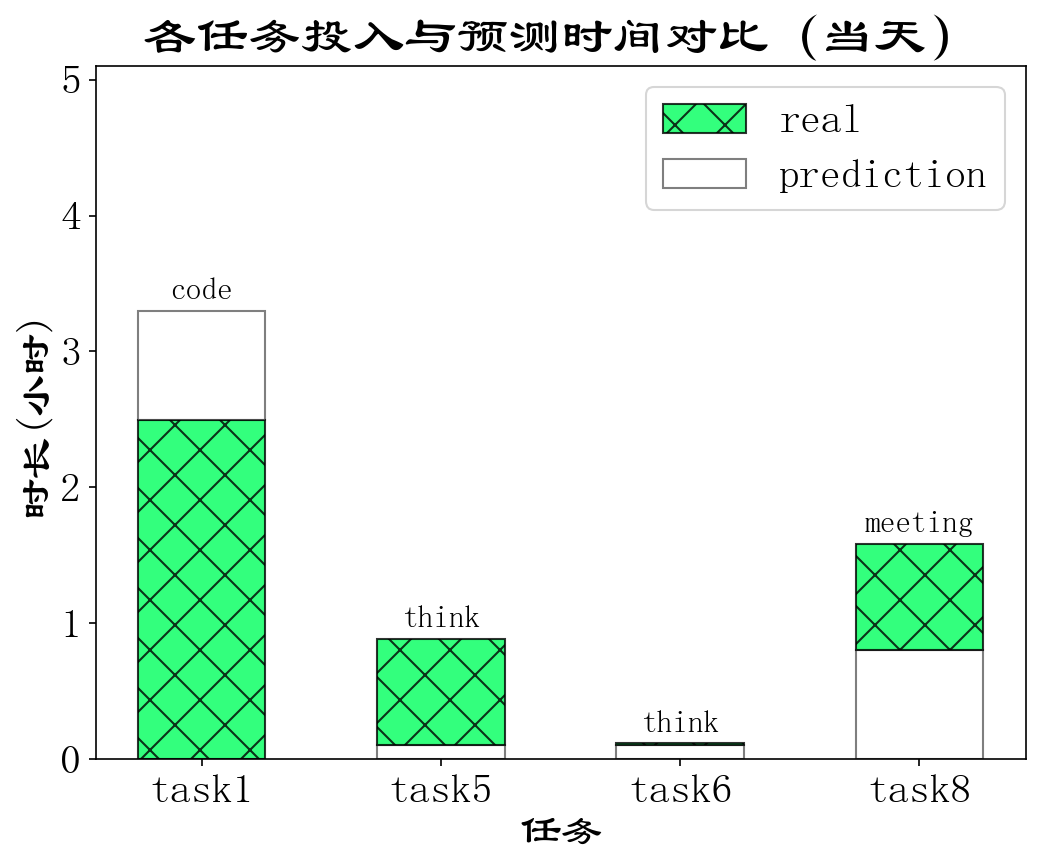 各任务投入与预测时间对比 (当天)
real
prediction
5
4
3
2
1
0
时长(小时)
code
think
think
meeting
task1 task5 task6 task8
任务